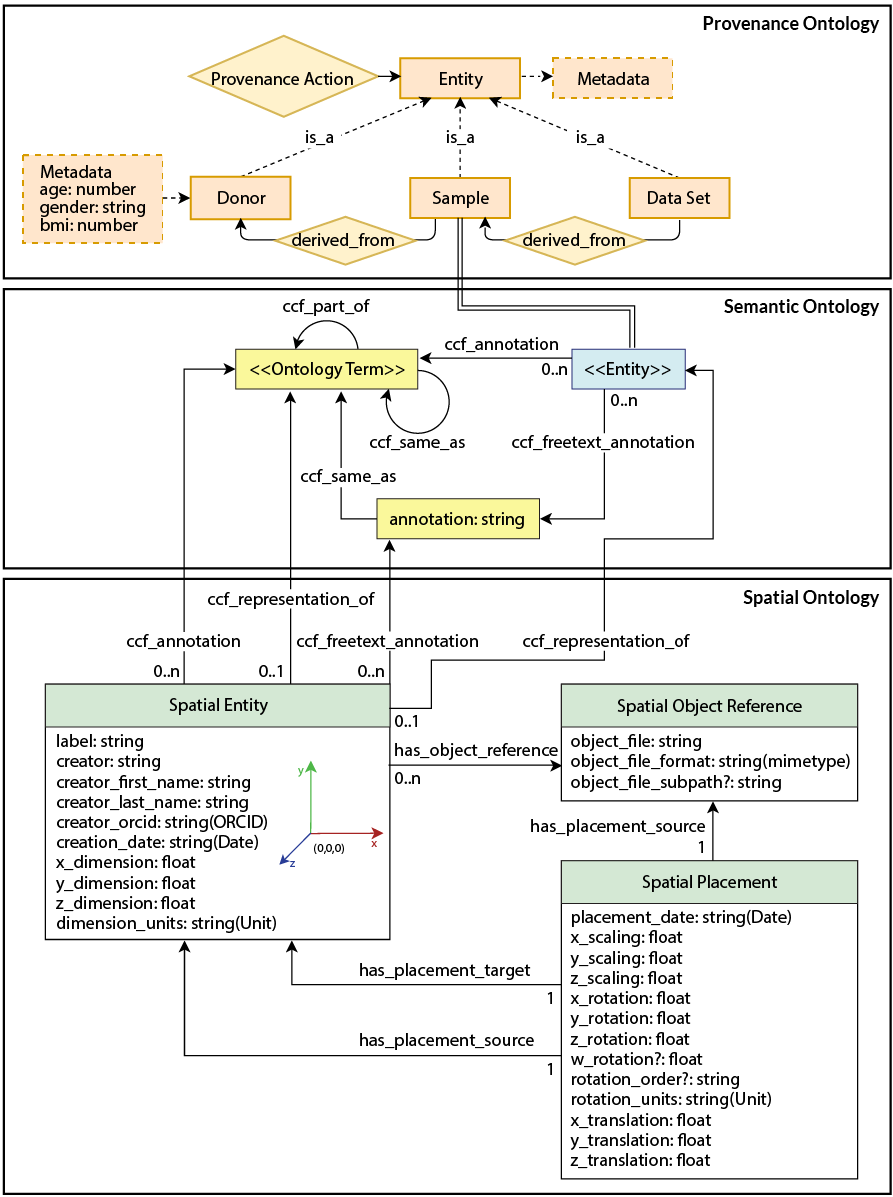 Provenance Ontology
Provenance Action
Entity
Metadata
is_a
is_a
is_a
Metadata
age: number
gender: string
bmi: number
Donor
Sample
Data Set
derived_from
derived_from
Semantic Ontology
ccf_part_of
<<Ontology Term>>
ccf_annotation
0..n
<<Entity>>
0..n
ccf_same_as
ccf_freetext_annotation
ccf_same_as
annotation: string
Spatial Ontology
ccf_representation_of
ccf_annotation
ccf_freetext_annotation
ccf_representation_of
0..n
0..1
0..n
Spatial Entity
0..1
label: string
creator: string
creator_first_name: string
creator_last_name: string
creator_orcid: string(ORCID)
creation_date: string(Date)
x_dimension: float
y_dimension: float
z_dimension: float
dimension_units: string(Unit)
y
x
z
(0,0,0)
has_object_reference
0..n
Spatial Object Reference
object_file: string
object_file_format: string(mimetype)
object_file_subpath?: string
has_placement_source
1
Spatial Placement
placement_date: string(Date)
x_scaling: float
y_scaling: float
z_scaling: float
x_rotation: float
y_rotation: float
z_rotation: float
w_rotation?: float
rotation_order?: string
rotation_units: string(Unit)
x_translation: float
y_translation: float
z_translation: float
has_placement_target
1
has_placement_source
1